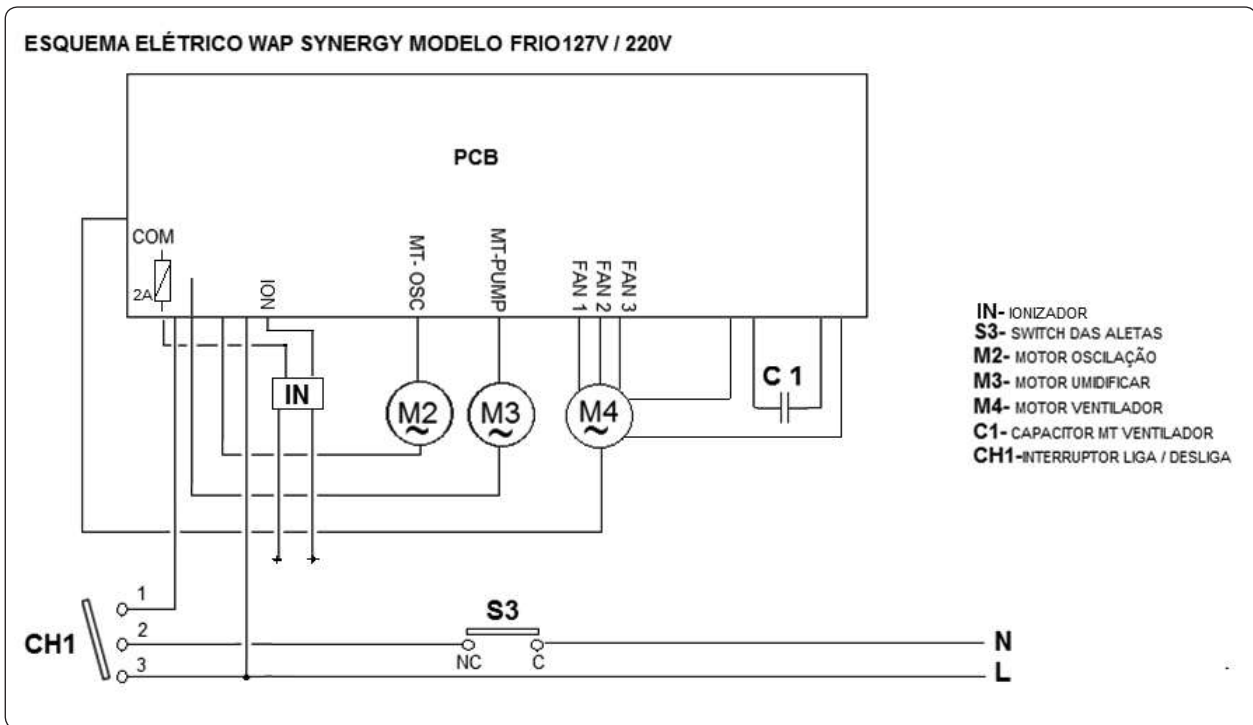 ESQUEMA ELÉTRICO WAP SYNERGY MODELO FRIO127V / 220V
PCB
COM
2A
ION
MT- OSC
MT-PUMP
FAN 1
FAN 2
FAN 3
IN
M2
~
M3
~
M4
~
C 1
IN- IONIZADOR
S3- SWITCH DAS ALETAS
M2- MOTOR OSCILAÇÃO
M3- MOTOR UMIDIFICAR
M4- MOTOR VENTILADOR
C1- CAPACITOR MT VENTILADOR
CH1-INTERRUPTOR LIGA / DESLIGA
CH1
1
2
3
S3
NC
C
N
L